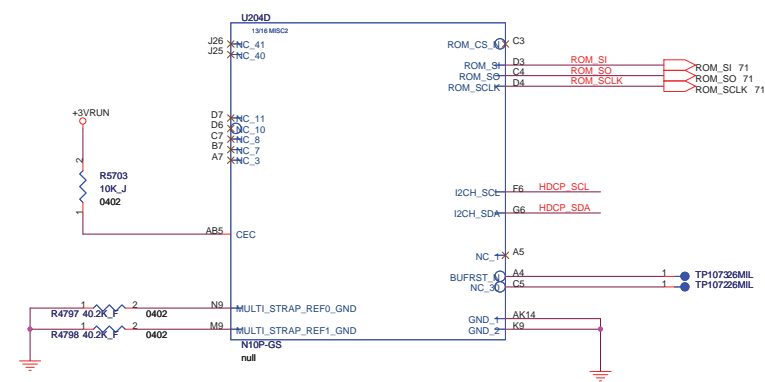 U204D
13/16 MISC2
J26 NC_41
J25 NC_40
ROM_CS_N C3
ROM_SI D3 ROM_SI ROM_SI 71
ROM_SO C4 ROM_SO ROM_SO 71
ROM_SCLK D4 ROM_SCLK ROM_SCLK 71
+3VRUN
D7 NC_11
D6 NC_10
C7 NC_8
B7 NC_7
A7 NC_3
2
R5703
10K_J
0402
1
I2CH_SCL F6 HDCP_SCL
I2CH_SDA G6 HDCP_SDA
AB5 CEC
NC_1 A5
BUFRST_N A4 1 TP107326MIL
NC_30 C5 1 TP107226MIL
1 2 N9 MULTI_STRAP_REF0_GND
R4797 40.2K_F 0402
GND_1 AK14
1 2 M9 MULTI_STRAP_REF1_GND
GND_2 K9
R4798 40.2K_F 0402
N10P-GS
null